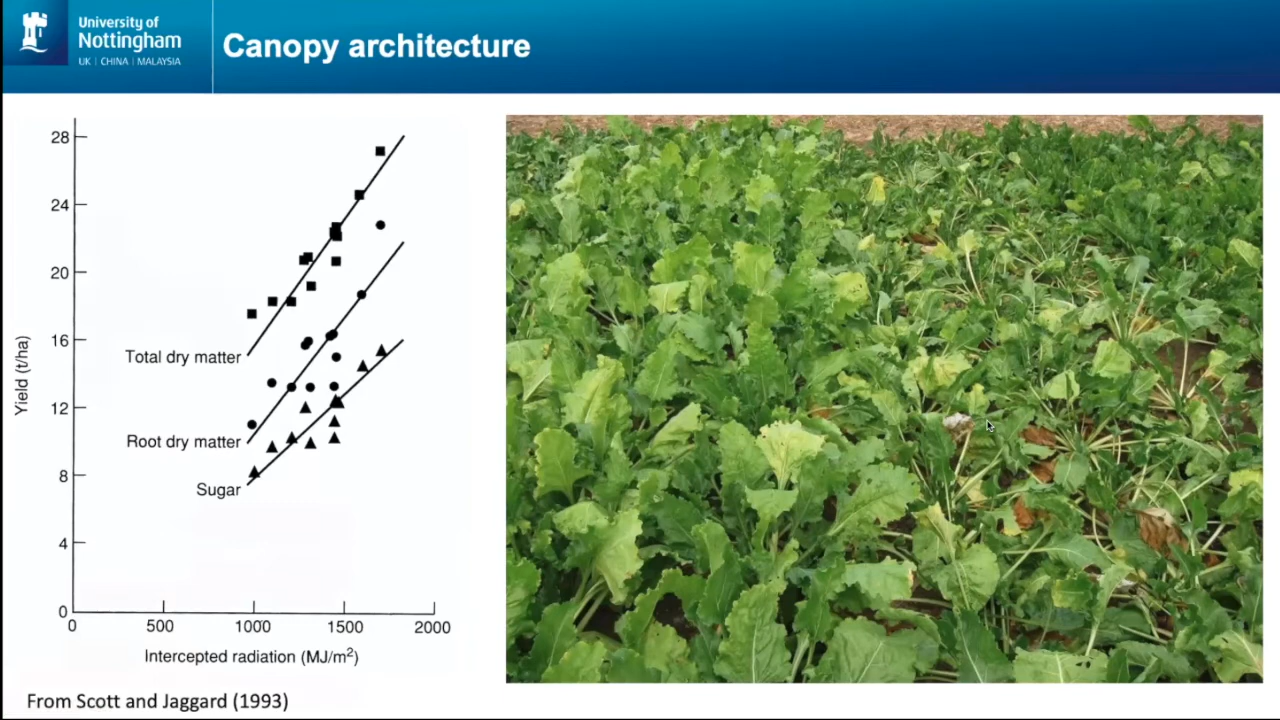 University of
Nottingham
UK | CHINA | MALAYSIA
Canopy architecture
28
24
20
16
12
8
4
0
Yield (t/ha)
Total dry matter
Root dry matter
Sugar
0 500 1000 1500 2000
Intercepted radiation (MJ/m²)
From Scott and Jaggard (1993)